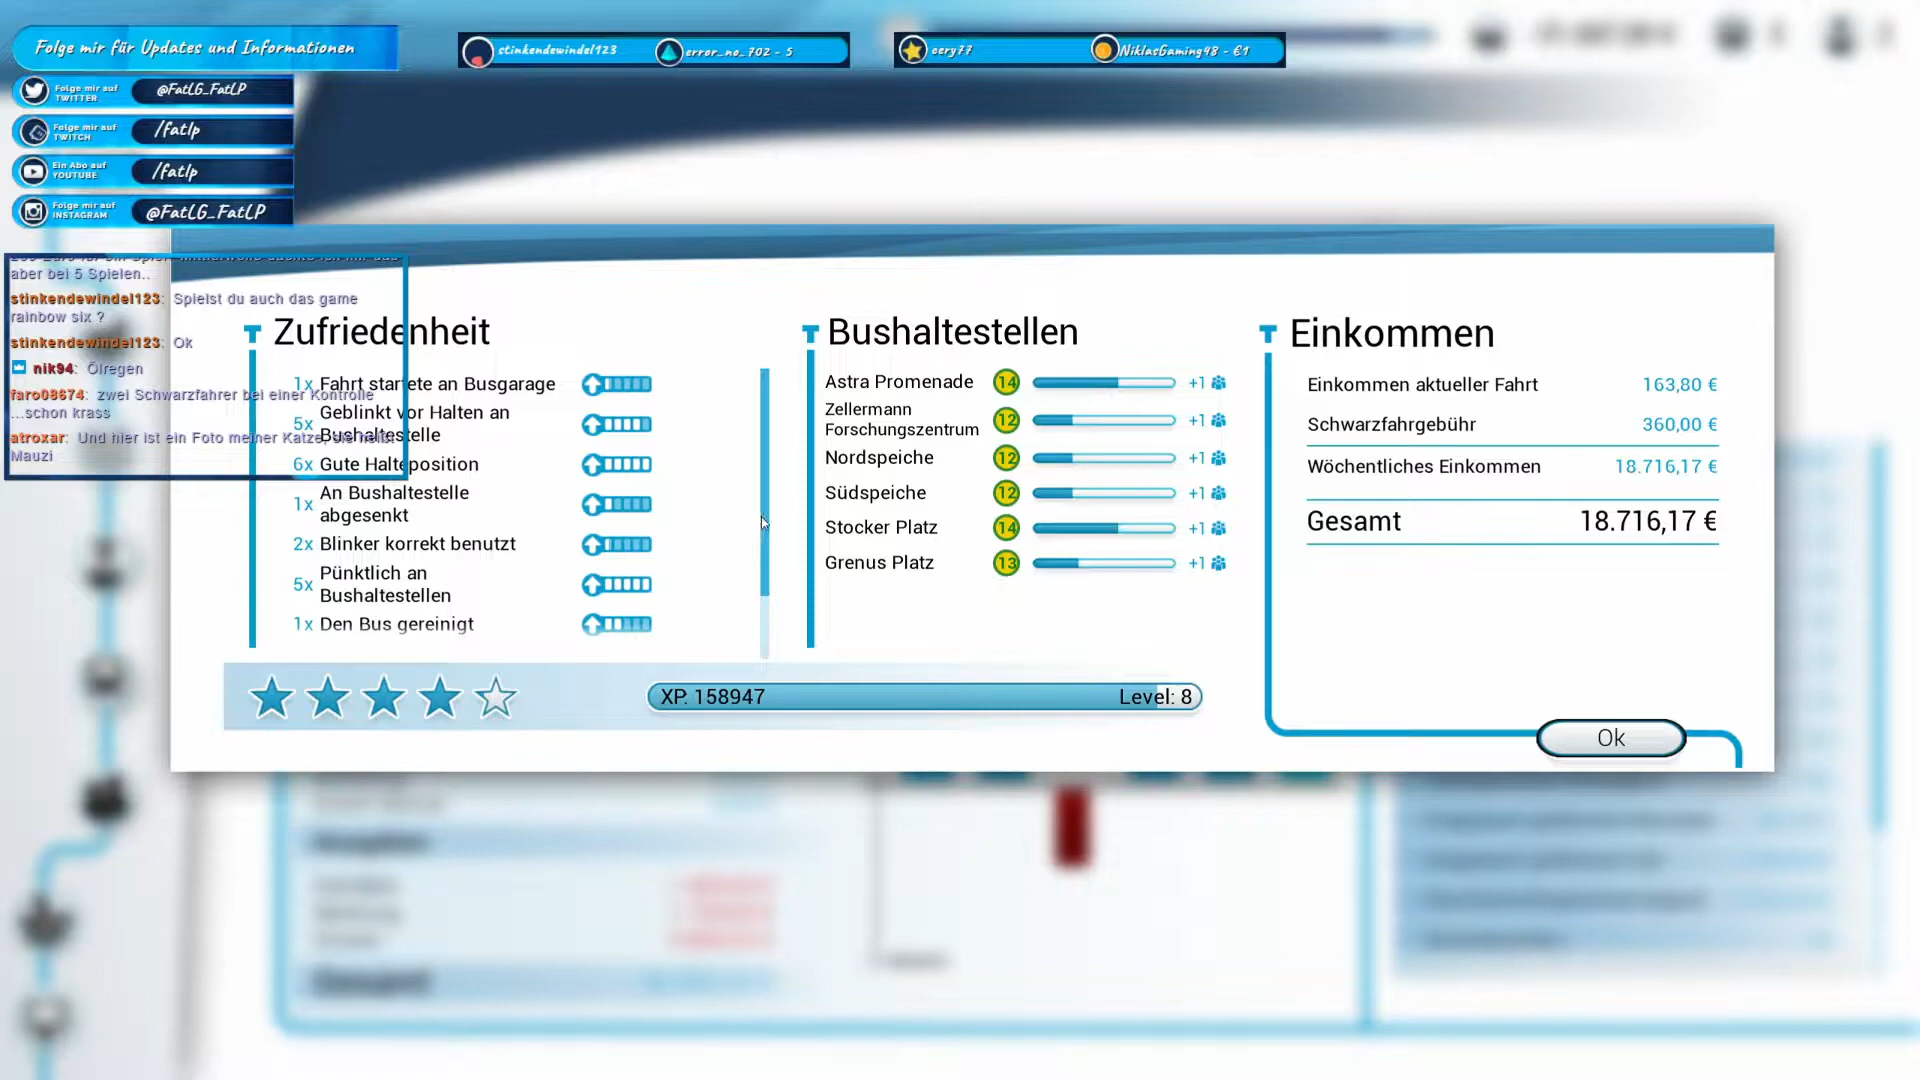 Folge mir für Updates und Informationen
stinkendewindel123
error_no_702 - 5
cery77
NiklasGaming48 - €1
Folge mir auf
TWITTER
@FatLG_FatLP
Folge mir auf
TWITCH
/fatlp
Ein Abo auf
YOUTUBE
/fatlp
Folge mir auf
INSTAGRAM
@FatLG_FatLP
aber bei 5 Spielen..
stinkendewindel123: Spielst du auch das game
rainbow six ?
stinkendewindel123: Ok
nik94: Ölregen
faro08674: zwei Schwarzfahrer bei einer Kontrolle
...schon krass
atroxar: Und hier ist ein Foto meiner Katze, sie heißt
Mauzi
Zufriedenheit
1x Fahrt startete an Busgarage
5x Geblinkt vor Halten an
Bushaltestelle
6x Gute Halteposition
1x An Bushaltestelle
abgesenkt
2x Blinker korrekt benutzt
5x Pünktlich an
Bushaltestellen
1x Den Bus gereinigt
Bushaltestellen
Astra Promenade 14 +1
Zellermann
Forschungszentrum 12 +1
Nordspeiche 12 +1
Südspeiche 12 +1
Stocker Platz 14 +1
Grenus Platz 13 +1
Einkommen
Einkommen aktueller Fahrt 163,80 €
Schwarzfahrgebühr 360,00 €
Wöchentliches Einkommen 18.716,17 €
Gesamt 18.716,17 €
XP: 158947 Level: 8
Ok